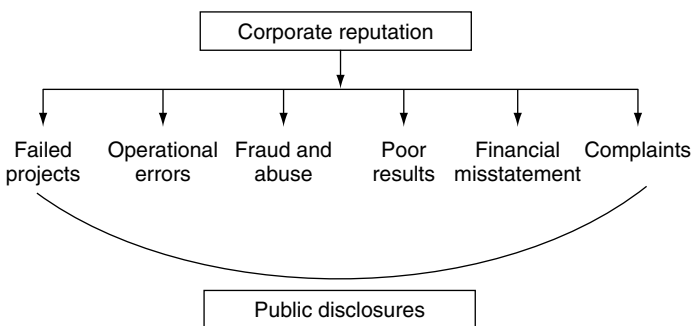 Corporate reputation
Failed
projects
Operational
errors
Fraud and
abuse
Poor
results
Financial
misstatement
Complaints
Public disclosures